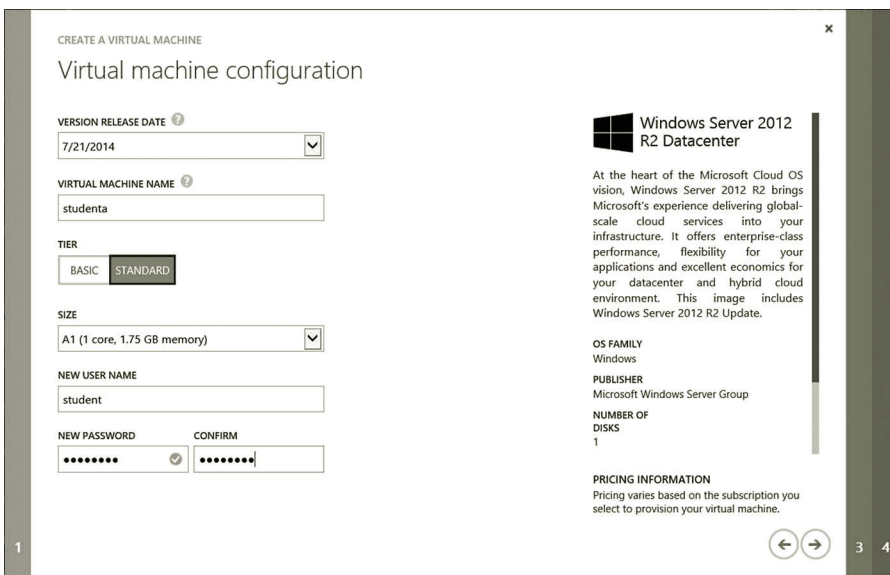 CREATE A VIRTUAL MACHINE
Virtual machine configuration
VERSION RELEASE DATE ?
7/21/2014
VIRTUAL MACHINE NAME ?
studenta
TIER
BASIC STANDARD
SIZE
A1 (1 core, 1.75 GB memory)
NEW USER NAME
student
NEW PASSWORD CONFIRM
•••••••• ••••••••
Windows Server 2012
R2 Datacenter
At the heart of the Microsoft Cloud OS
vision, Windows Server 2012 R2 brings
Microsoft's experience delivering global-
scale cloud services into your
infrastructure. It offers enterprise-class
performance, flexibility for your
applications and excellent economics for
your datacenter and hybrid cloud
environment. This image includes
Windows Server 2012 R2 Update.
OS FAMILY
Windows
PUBLISHER
Microsoft Windows Server Group
NUMBER OF
DISKS
1
PRICING INFORMATION
Pricing varies based on the subscription you
select to provision your virtual machine.
1 3 4